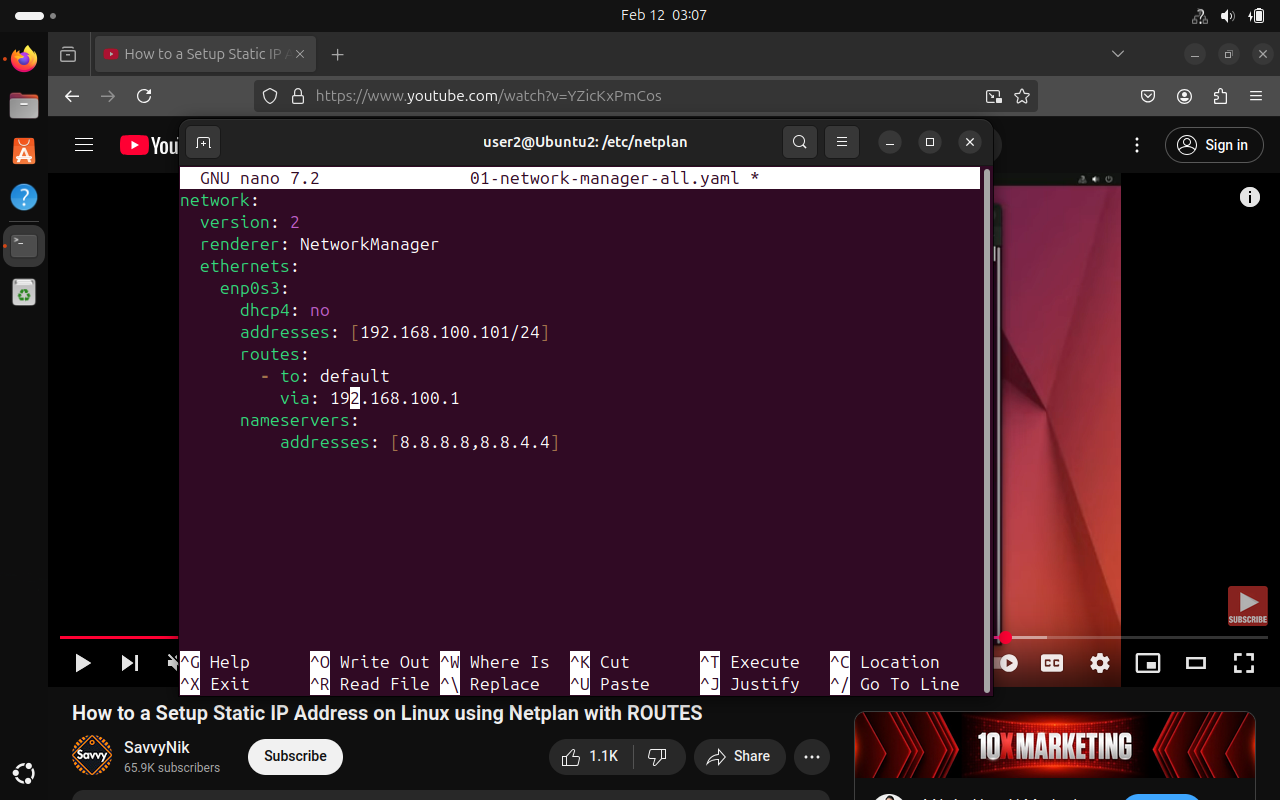 Feb 12 03:07
How to a Setup Static IP A
https://www.youtube.com/watch?v=YZicKxPmCos
You
Sign in
user2@Ubuntu2: /etc/netplan
GNU nano 7.2 01-network-manager-all.yaml *
network:
version: 2
renderer: NetworkManager
ethernets:
enp0s3:
dhcp4: no
addresses: [192.168.100.101/24]
routes:
- to: default
via: 192.168.100.1
nameservers:
addresses: [8.8.8.8,8.8.4.4]
^G Help ^O Write Out ^W Where Is ^K Cut ^T Execute ^C Location
^X Exit ^R Read File ^\ Replace ^U Paste ^J Justify ^/ Go To Line
SUBSCRIBE
CC
How to a Setup Static IP Address on Linux using Netplan with ROUTES
Savvy
SavvyNik
65.9K subscribers
Subscribe
1.1K
Share
10XMARKETING